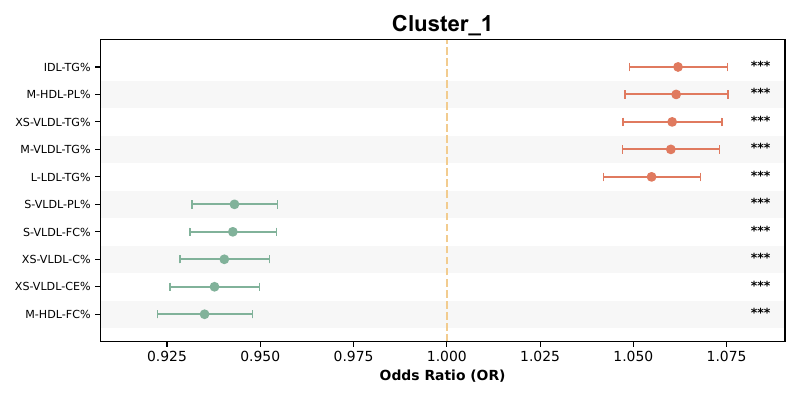 Cluster_1
IDL-TG% ***
M-HDL-PL% ***
XS-VLDL-TG% ***
M-VLDL-TG% ***
L-LDL-TG% ***
S-VLDL-PL% ***
S-VLDL-FC% ***
XS-VLDL-C% ***
XS-VLDL-CE% ***
M-HDL-FC% ***
0.925 0.950 0.975 1.000 1.025 1.050 1.075
Odds Ratio (OR)